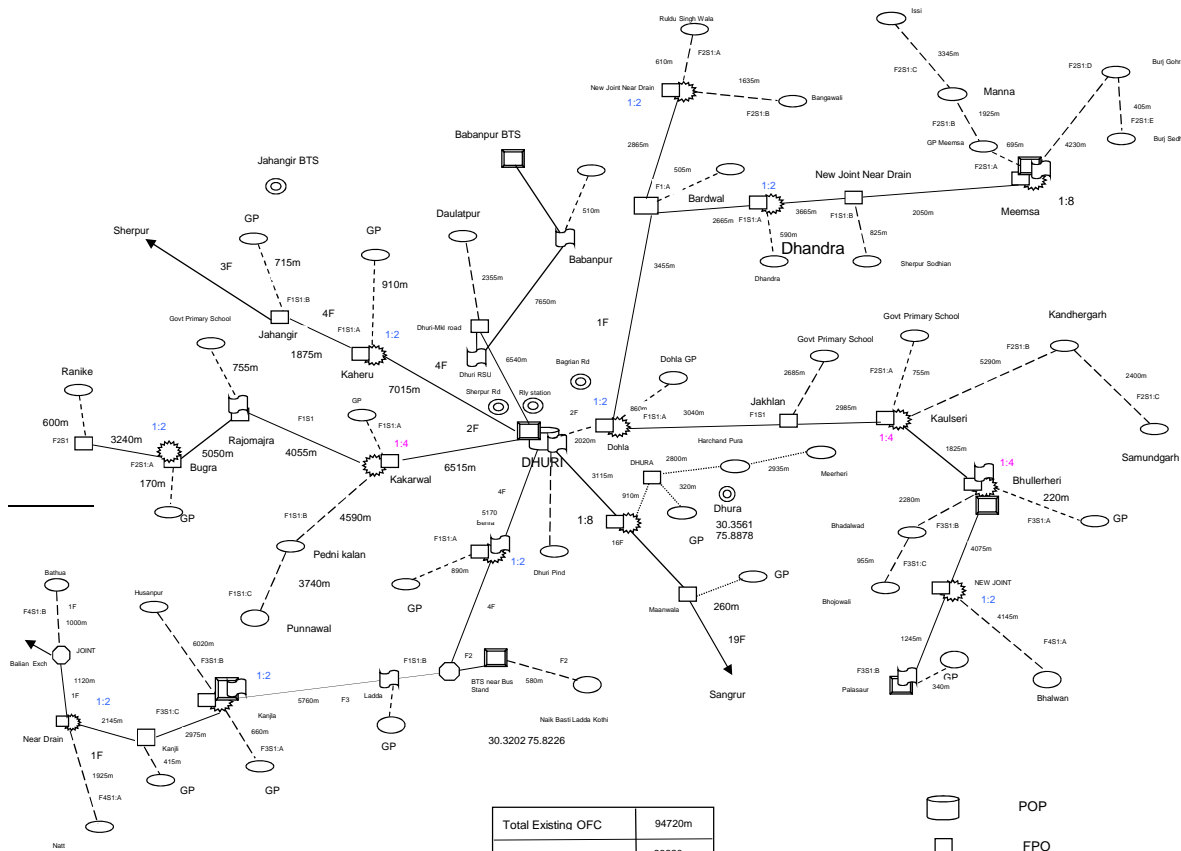 Ruldu Singh Wala
F2S1:A
610m
New Joint Near Drain
1:2
1635m
F2S1:B
Bangawali
Issi
3345m
F2S1:C
Manna
1925m
F2S1:B
GP Meemsa
695m
F2S1:A
F2S1:D
Burj Gohr
405m
F2S1:E
4230m
Burj Sedh
1:8
Meemsa
New Joint Near Drain
2050m
F1S1:B
825m
Sherpur Sodhian
3665m
1:2
F1S1:A
590m
Dhandra
Dhandra
2665m
Bardwal
505m
F1:A
2865m
3455m
1F
Babanpur BTS
510m
Babanpur
7650m
Jahangir BTS
Daulatpur
2355m
Dhuri-Mkl road
6540m
Dhuri RSU
4F
Sherpur
3F
GP
715m
F1S1:B
Jahangir
4F
1875m
GP
910m
F1S1:A
1:2
Kaheru
7015m
Govt Primary School
755m
Rajomajra
F1S1
4055m
5050m
Ranike
600m
F2S1
3240m
1:2
F2S1:A
Bugra
170m
GP
GP
F1S1:A
1:4
Kakarwal
6515m
2F
F1S1:B
4590m
Pedni kalan
3740m
F1S1:C
Punnawal
Sherpur Rd
Rly station
Bagrian Rd
DHURI
2F
2020m
1:2
Dohla
Dohla GP
860m
F1S1:A
3040m
Jakhlan
F1S1
Govt Primary School
2685m
2985m
Govt Primary School
F2S1:A
755m
1:4
Kaulseri
F2S1:B
5290m
Kandhergarh
2400m
F2S1:C
Samundgarh
1825m
1:4
Bhullerheri
220m
F3S1:A
GP
2280m
F3S1:B
Bhadalwad
955m
F3S1:C
Bhojowali
4075m
NEW JOINT
1:2
4145m
F4S1:A
Bhalwan
1245m
F3S1:B
Palasaur
GP
340m
3115m
1:8
16F
DHURA
910m
320m
GP
2800m
Harchand Pura
2935m
Meerheri
Dhura
30.3561
75.8878
Maanwala
260m
GP
19F
Sangrur
Dhuri Pind
4F
5170
F1S1:A
890m
1:2
GP
4F
F2
BTS near Bus
Stand
580m
F2
Naik Basti Ladda Kothi
30.3202 75.8226
F1S1:B
Ladda
GP
F3
5760m
Husanpur
6020m
F3S1:B
1:2
Kanjla
660m
F3S1:A
GP
F3S1:C
2975m
Kanjli
415m
GP
2145m
1:2
Near Drain
1F
1925m
F4S1:A
Natt
Bathua
F4S1:B
1F
1000m
JOINT
Balian Exch
1120m
1F
Total Existing OFC
94720m
POP
FPO